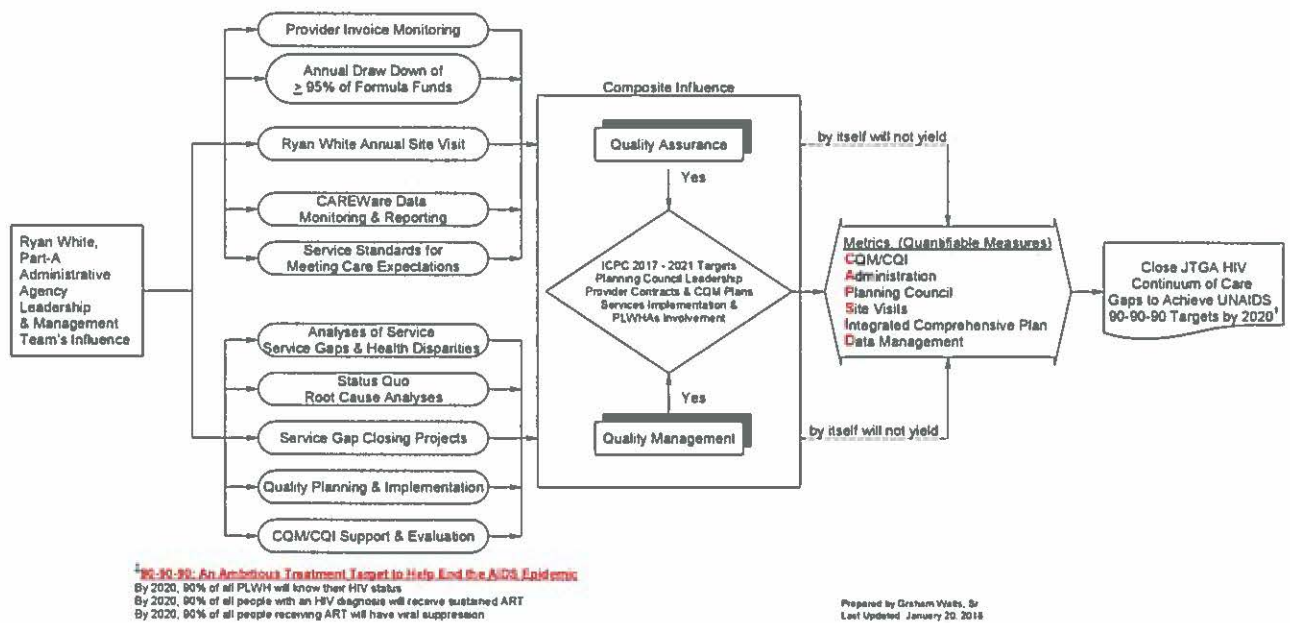 Provider Invoice Monitoring
Annual Draw Down of
≥ 95% of Formula Funds
Ryan White Annual Site Visit
CAREWare Data
Monitoring & Reporting
Service Standards for
Meeting Care Expectations
Ryan White,
Part-A
Administrative
Agency
Leadership
& Management
Team's Influence
Analyses of Service
Service Gaps & Health Disparities
Status Quo
Root Cause Analyses
Service Gap Closing Projects
Quality Planning & Implementation
CQM/CQI Support & Evaluation
Composite Influence
Quality Assurance
Yes
ICPC 2017 - 2021 Targets
Planning Council Leadership
Provider Contracts & CQM Plans
Services Implementation &
PLWHAs Involvement
Yes
Quality Management
by itself will not yield
Metrics (Quantifiable Measures)
CQM/CQI
Administration
Planning Council
Site Visits
Integrated Comprehensive Plan
Data Management
by itself will not yield
Close JTGA HIV
Continuum of Care
Gaps to Achieve UNAIDS
90-90-90 Targets by 2020
90-90-90: An Ambitious Treatment Target to Help End the AIDS Epidemic
By 2020, 90% of all PLWH will know their HIV status
By 2020, 90% of all people with an HIV diagnosis will receive sustained ART
By 2020, 90% of all people receiving ART will have viral suppression
Prepared by Graham Watts, Sr
Last Updated January 20, 2018